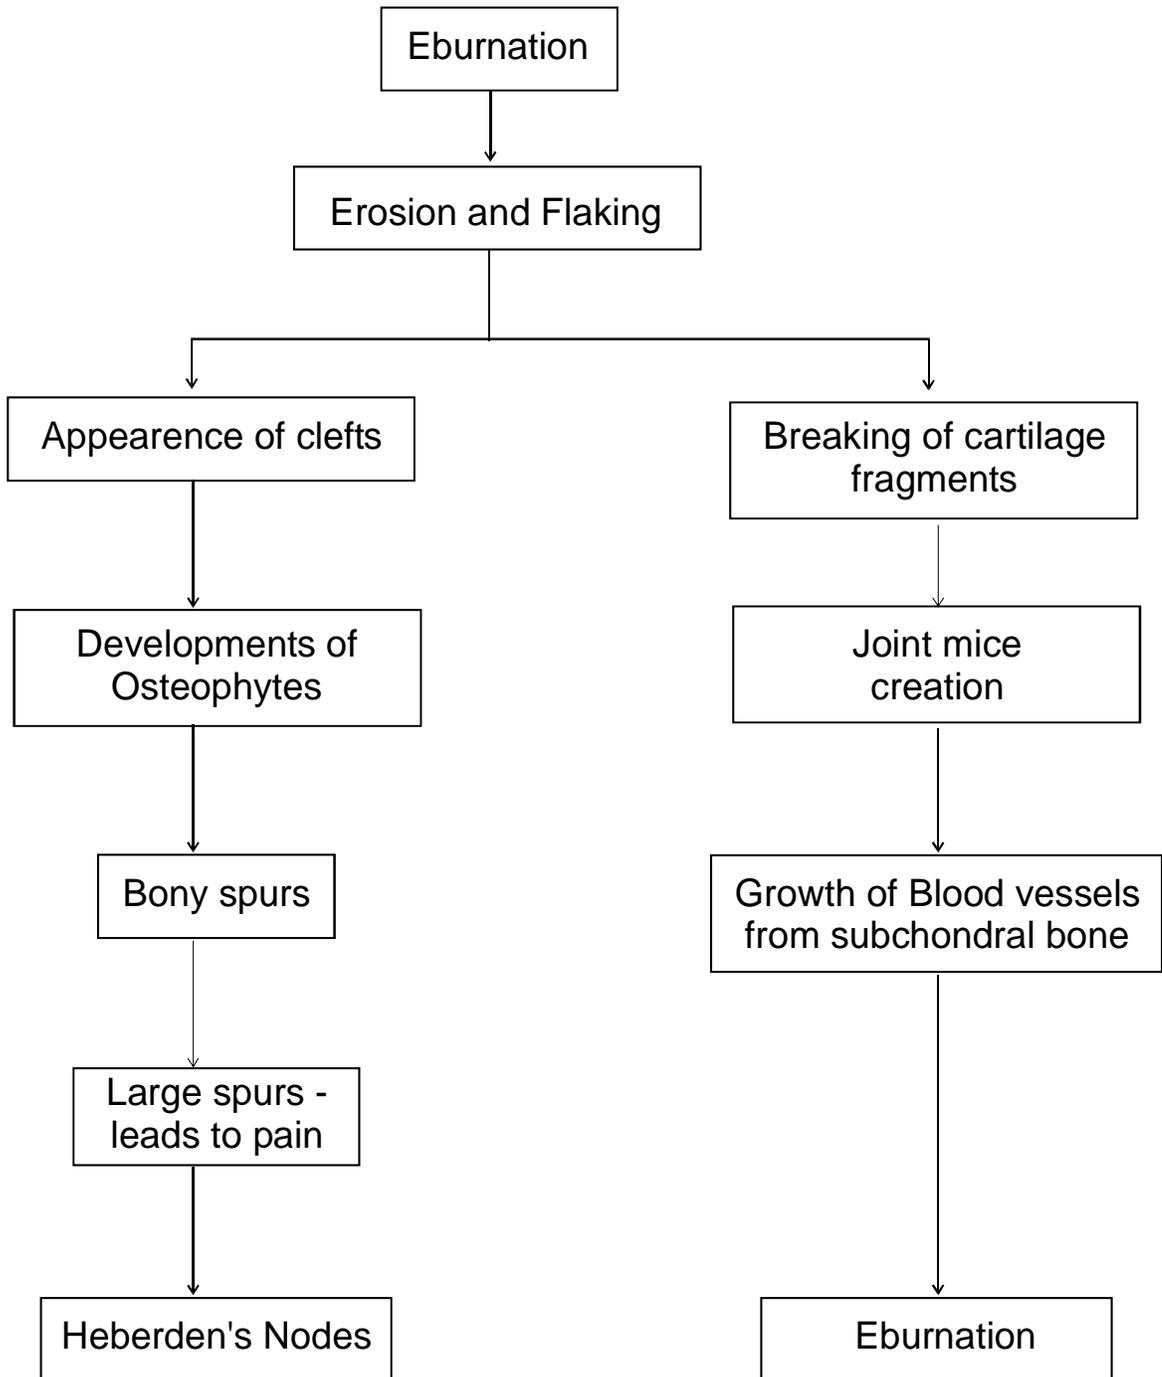 Eburnation
Erosion and Flaking
Appearence of clefts
Breaking of cartilage
fragments
Developments of
Osteophytes
Joint mice
creation
Bony spurs
Growth of Blood vessels
from subchondral bone
Large spurs -
leads to pain
Heberden's Nodes
Eburnation